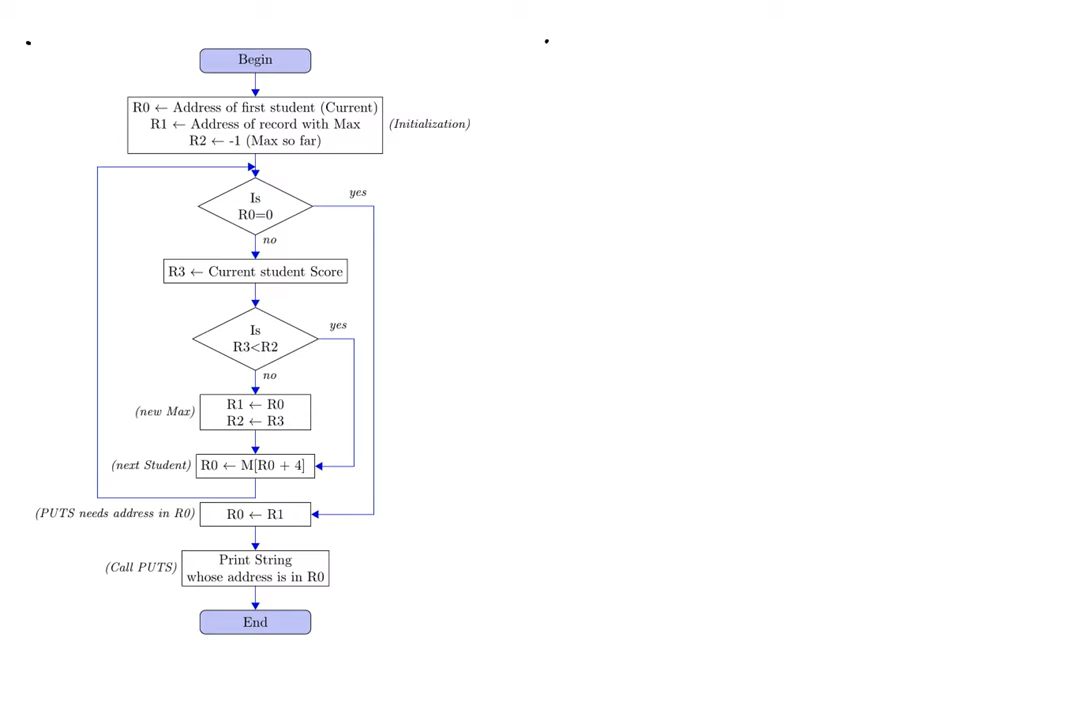 Begin
R0 ← Address of first student (Current)
R1 ← Address of record with Max
R2 ← -1 (Max so far)
(Initialization)
Is
R0=0
yes
no
R3 ← Current student Score
Is
R3<R2
yes
no
(new Max)
R1 ← R0
R2 ← R3
(next Student)
R0 ← M[R0 + 4]
(PUTS needs address in R0)
R0 ← R1
(Call PUTS)
Print String
whose address is in R0
End